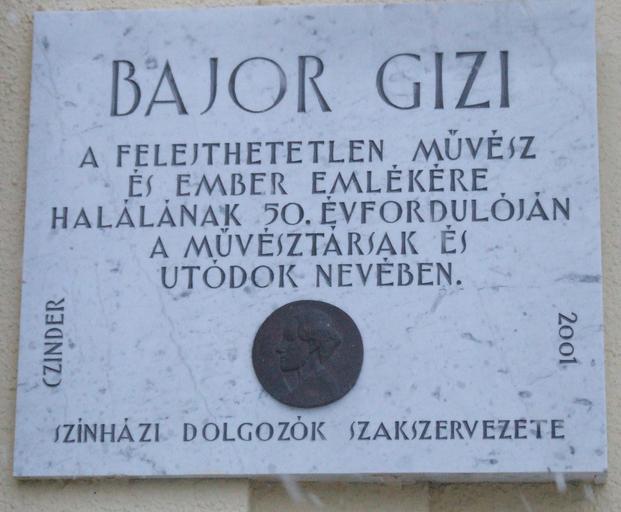 BAJOR GIZI
A FELEJTHETETLEN MŰVÉSZ
ÉS EMBER EMLÉKÉRE
HALÁLÁNAK 50. ÉVFORDULÓJÁN
A MŰVÉSZTÁRSAK ÉS
UTÓDOK NEVÉBEN.
CZINDER
2001
SZÍNHÁZI DOLGOZÓK SZAKSZERVEZETE